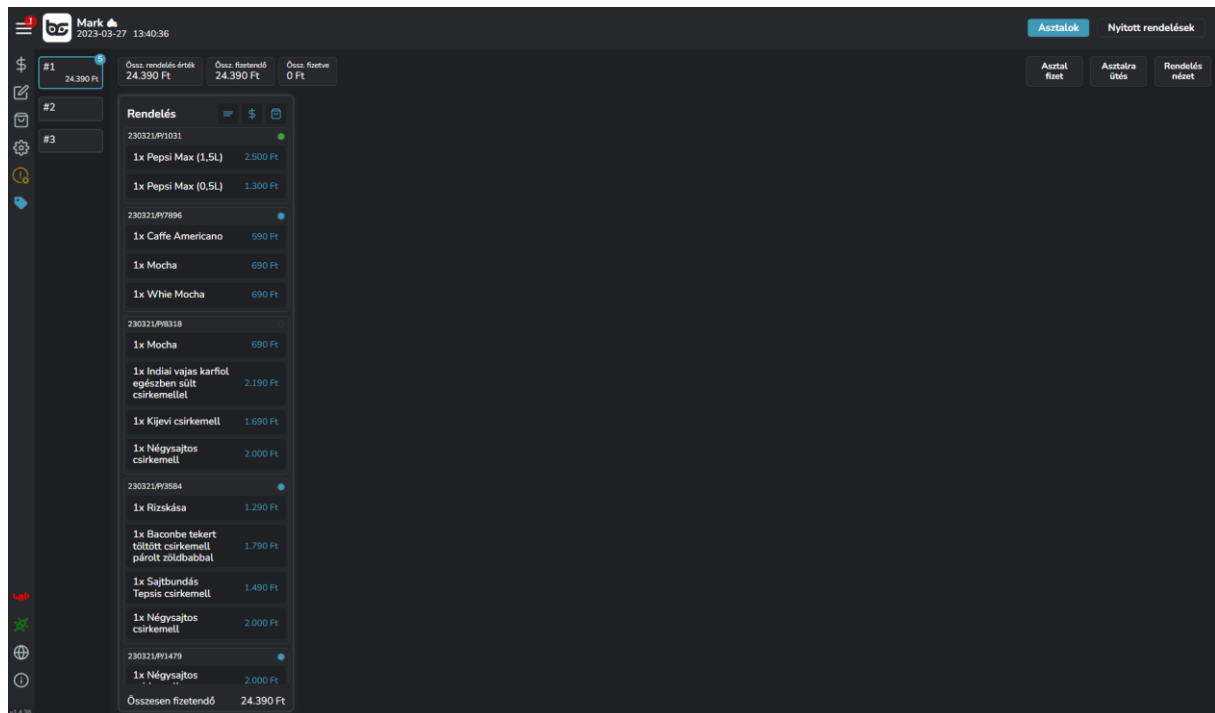 Mark
2023-03-27 13:40:36
Asztalok
Nyitott rendelések
#1
5
24.390 Ft
#2
#3
Össz. rendelés érték
24.390 Ft
Össz. fizetendő
24.390 Ft
Össz. fizetve
0 Ft
Asztal
fizet
Asztalra
ütés
Rendelés
nézet
Rendelés
230321/P/1031
1x Pepsi Max (1,5L) 2.500 Ft
1x Pepsi Max (0,5L) 1.300 Ft
230321/P/7896
1x Caffe Americano 590 Ft
1x Mocha 690 Ft
1x Whie Mocha 690 Ft
230321/P/8318
1x Mocha 690 Ft
1x Indiai vajas karfiol
egészben sült 2.190 Ft
csirkemellel
1x Kijevi csirkemell 1.690 Ft
1x Négysajtos
csirkemell 2.000 Ft
230321/P/3584
1x Rizskása 1.290 Ft
1x Baconbe tekert
töltött csirkemell 1.790 Ft
párolt zöldbabbal
1x Sajtbundás
Tepsis csirkemell 1.490 Ft
1x Négysajtos
csirkemell 2.000 Ft
230321/P/1479
1x Négysajtos
2.000 Ft
Összesen fizetendő 24.390 Ft